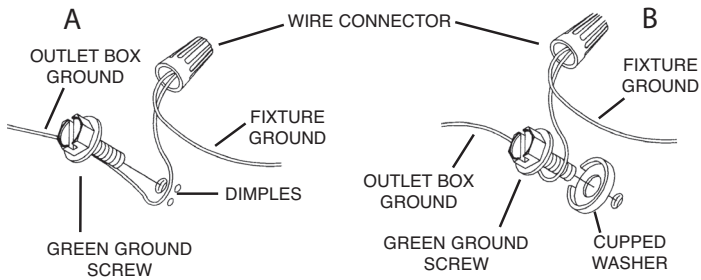 A
WIRE CONNECTOR
B
OUTLET BOX
GROUND
FIXTURE
GROUND
DIMPLES
GREEN GROUND
SCREW
FIXTURE
GROUND
OUTLET BOX
GROUND
GREEN GROUND
SCREW
CUPPED
WASHER